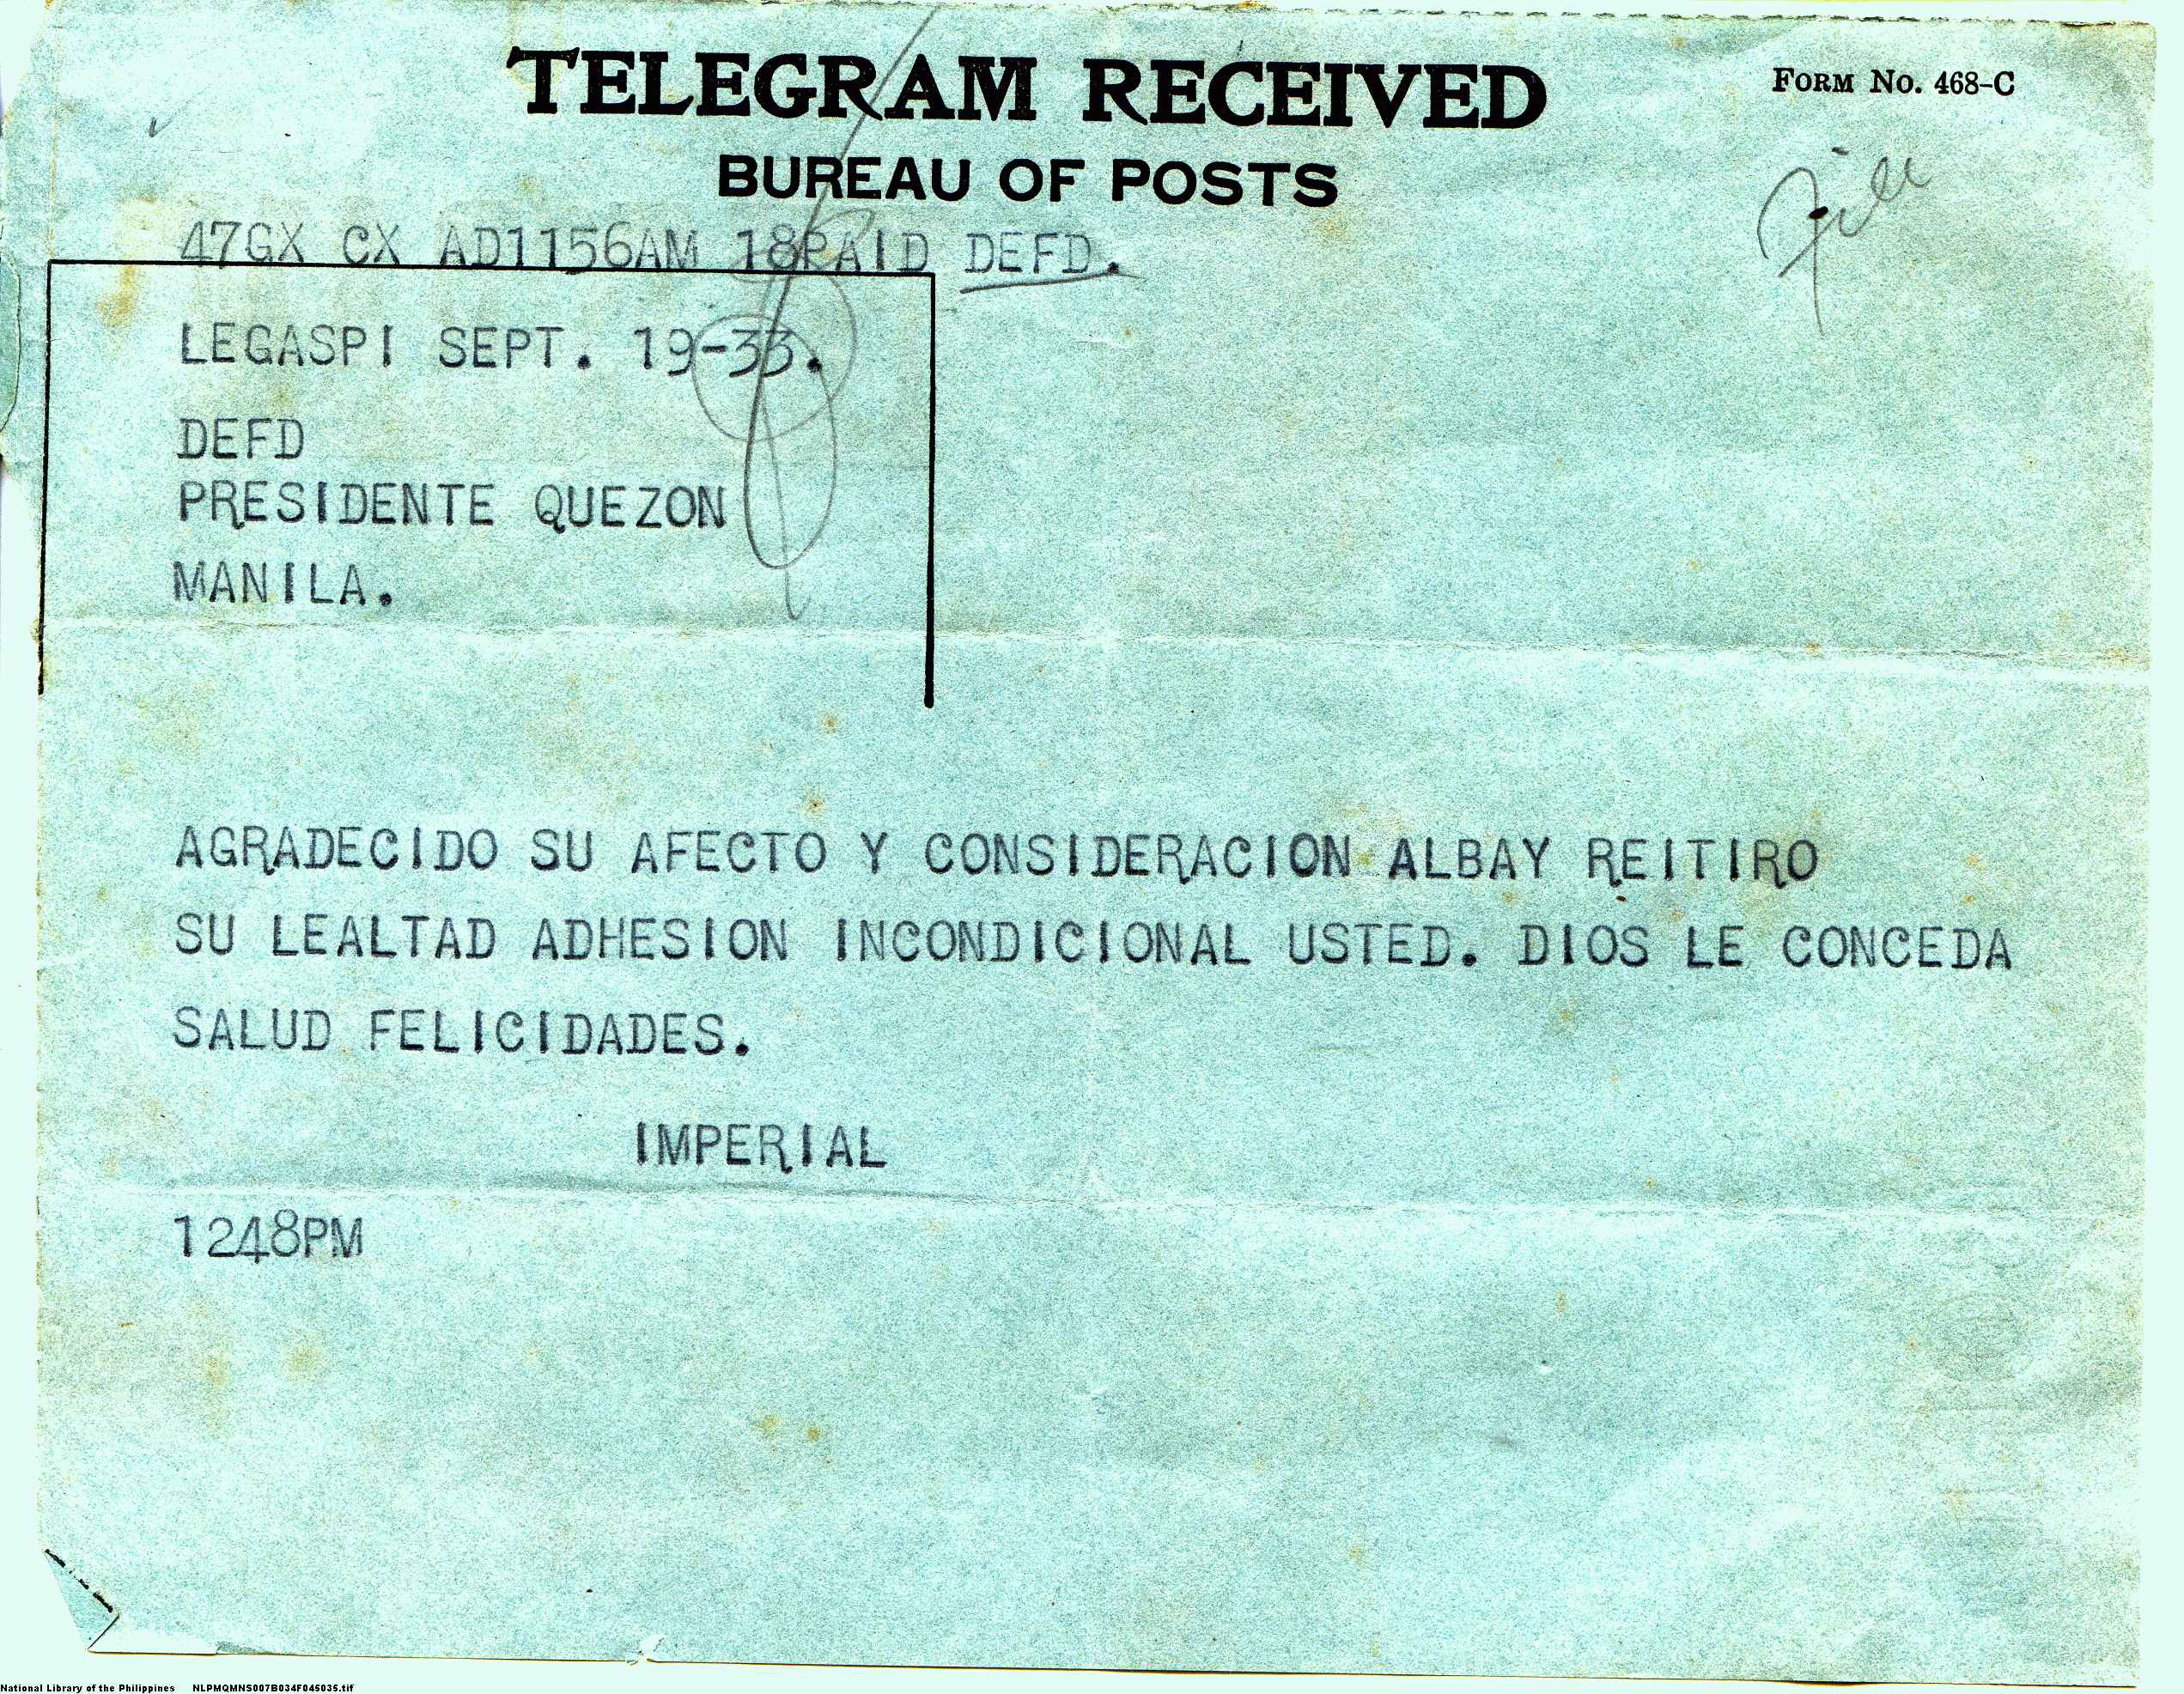 TELEGRAM RECEIVED
FORM NO. 468-C
BUREAU OF POSTS
File
47GX CX AD1156AM 18PAID DEFD.
LEGASPI SEPT. 19-33.
DEFD
PRESIDENTE QUEZON
MANILA.
AGRADECIDO SU AFECTO Y CONSIDERACION ALBAY REITIRO
SU LEALTAD ADHESION INCONDICIONAL USTED. DIOS LE CONCEDA
SALUD FELICIDADES.
IMPERIAL
1248PM
National Library of the Philippines NLPMQMNS007B034F045035.tif